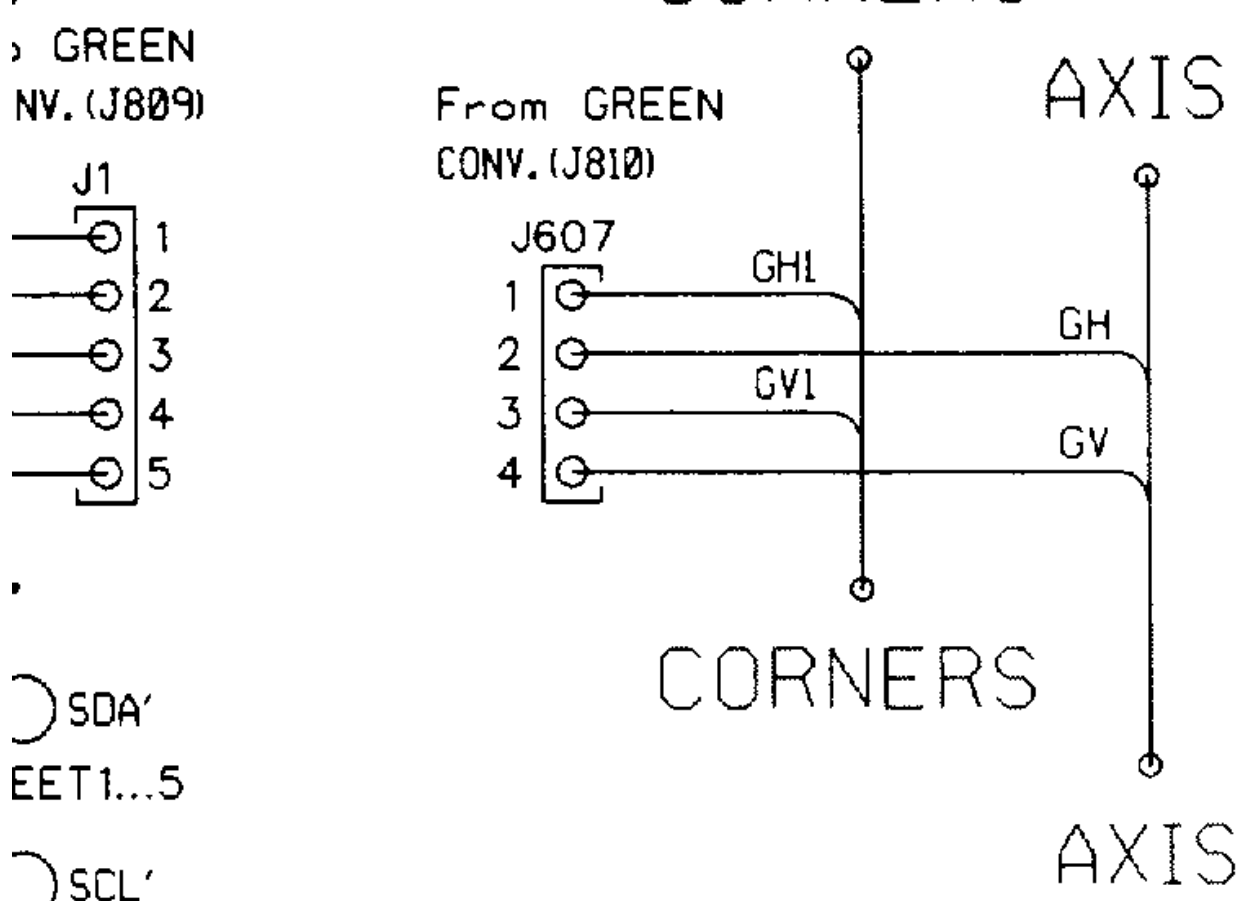 GREEN
NV.(J809)
J1
1
2
3
4
5
From GREEN
CONV.(J810)
J607
1
2
3
4
GH1
GH
GV1
GV
AXIS
CORNERS
AXIS
SDA′
EET1...5
SCL′